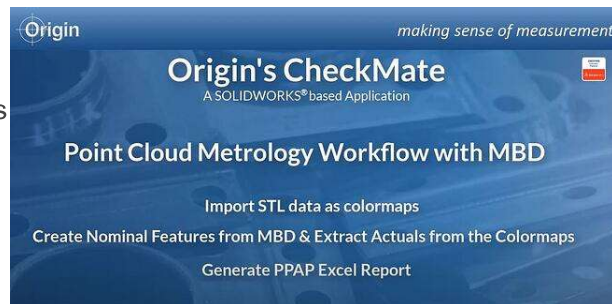 Origin
making sense of measurement
Origin's CheckMate
A SOLIDWORKS® based Application
s
Point Cloud Metrology Workflow with MBD
Import STL data as colormaps
Create Nominal Features from MBD & Extract Actuals from the Colormaps
Generate PPAP Excel Report